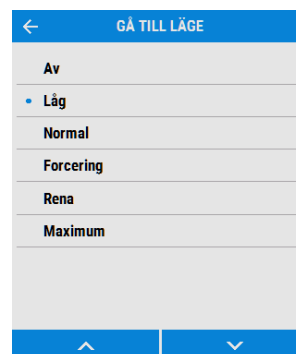 GÅ TILL LÄGE
Av
Låg
Normal
Forcering
Rena
Maximum